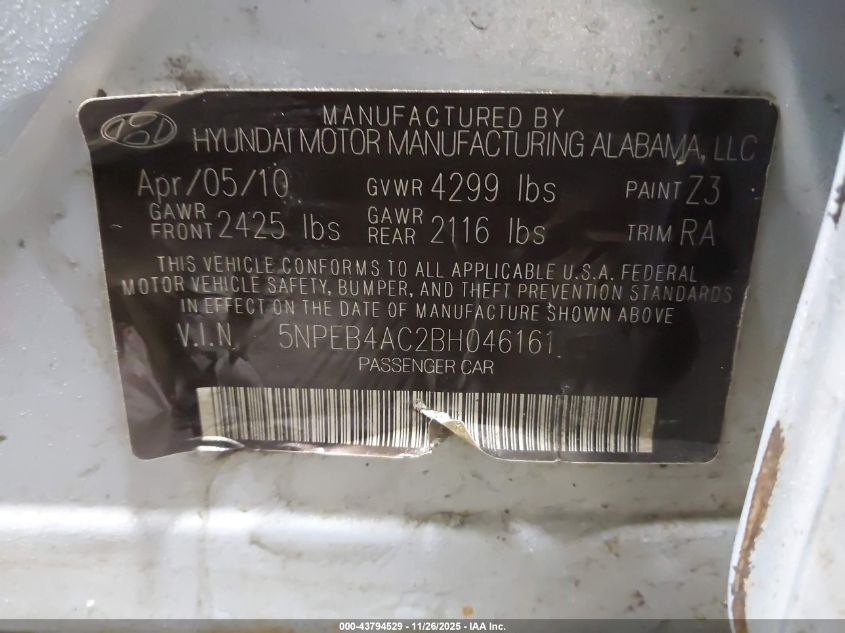 MANUFACTURED BY
HYUNDAI MOTOR MANUFACTURING ALABAMA, LLC
Apr/05/10 GVWR 4299 lbs PAINT Z3
GAWR FRONT 2425 lbs GAWR REAR 2116 lbs TRIM RA
THIS VEHICLE CONFORMS TO ALL APPLICABLE U.S.A. FEDERAL
MOTOR VEHICLE SAFETY, BUMPER, AND THEFT PREVENTION STANDARDS
IN EFFECT ON THE DATE OF MANUFACTURE SHOWN ABOVE.
V.I.N. 5NPEB4AC2BH046161
PASSENGER CAR
000-43794529 - 11/26/2025 - IAA Inc.